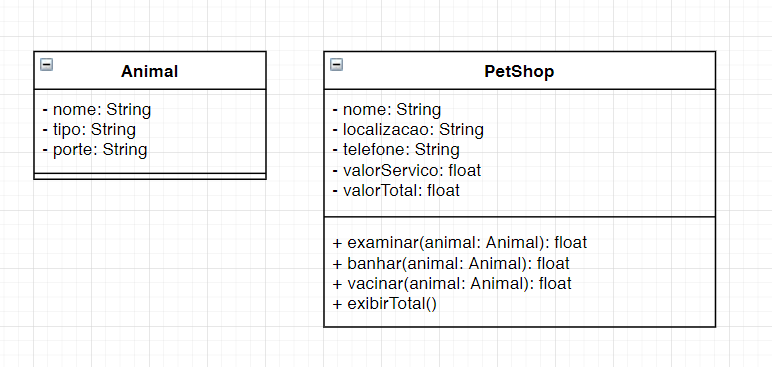 Animal
- nome: String
- tipo: String
- porte: String
PetShop
- nome: String
- localizacao: String
- telefone: String
- valorServico: float
- valorTotal: float
+ examinar(animal: Animal): float
+ banhar(animal: Animal): float
+ vacinar(animal: Animal): float
+ exibirTotal()